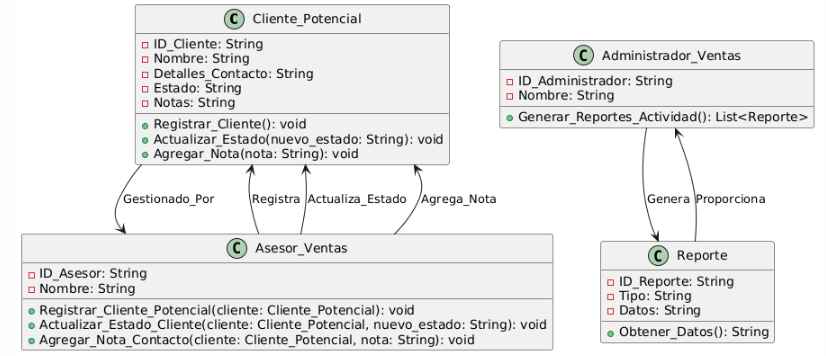 C Cliente_Potencial
ID_Cliente: String
Nombre: String
Detalles_Contacto: String
Estado: String
Notas: String
Registrar_Cliente(): void
Actualizar_Estado(nuevo_estado: String): void
Agregar_Nota(nota: String): void
C Administrador_Ventas
ID_Administrador: String
Nombre: String
Generar_Reportes_Actividad(): List<Reporte>
Gestionado_Por
Registra
Actualiza_Estado
Agrega_Nota
Genera
Proporciona
C Asesor_Ventas
ID_Asesor: String
Nombre: String
Registrar_Cliente_Potencial(cliente: Cliente_Potencial): void
Actualizar_Estado_Cliente(cliente: Cliente_Potencial, nuevo_estado: String): void
Agregar_Nota_Contacto(cliente: Cliente_Potencial, nota: String): void
C Reporte
ID_Reporte: String
Tipo: String
Datos: String
Obtener_Datos(): String